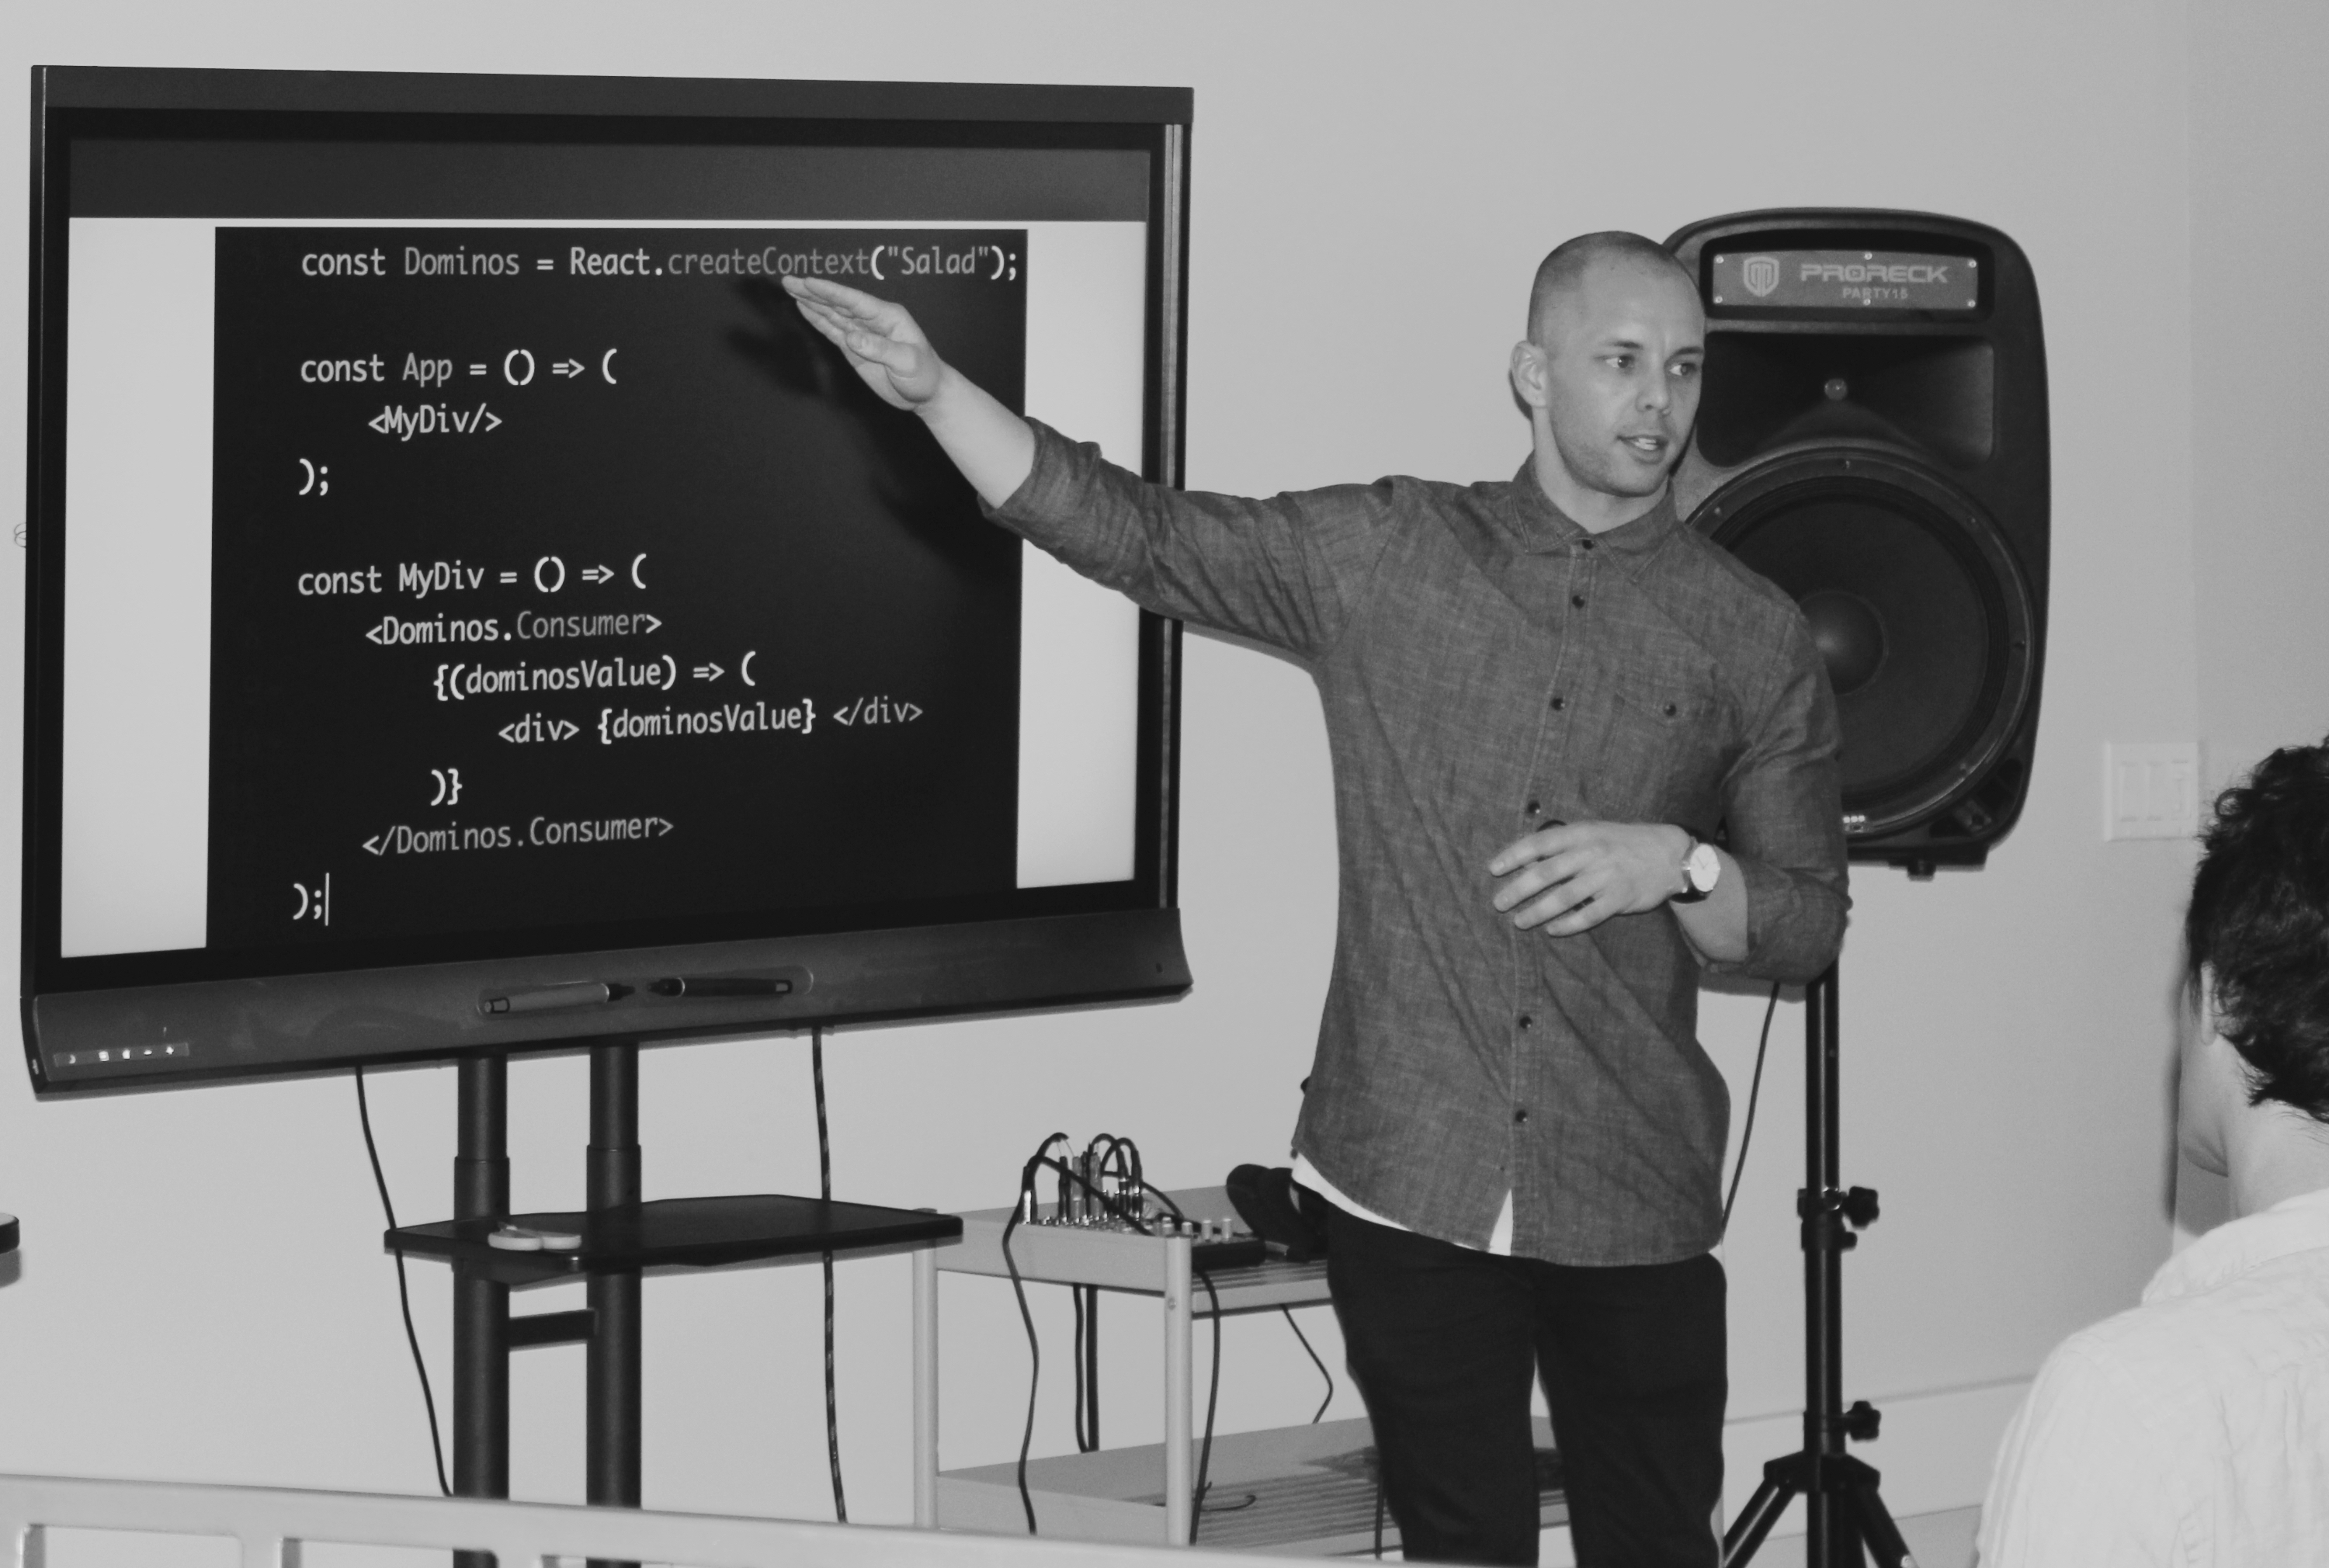 const Dominos = React.createContext("Salad");
const App = () => (
<MyDiv/>
);
const MyDiv = () => (
<Dominos.Consumer>
{(dominosValue) => (
<div> {dominosValue} </div>
)}
</Dominos.Consumer>
);
PRORECK
PARTY15